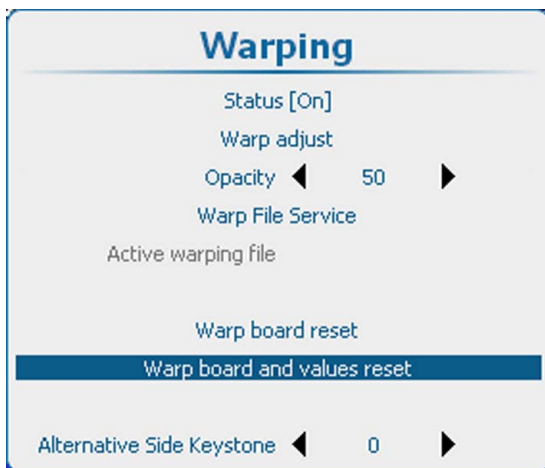 Warping
Status [On]
Warp adjust
Opacity 50
Warp File Service
Active warping file
Warp board reset
Warp board and values reset
Alternative Side Keystone 0